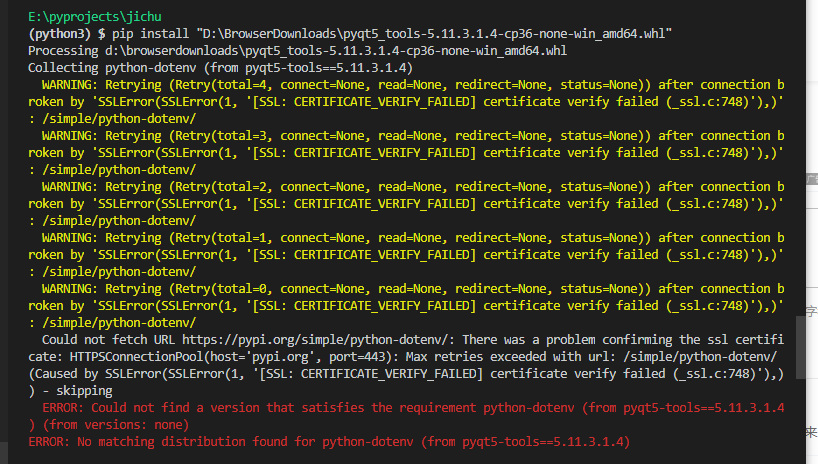 E:\pyprojects\jichu
(python3) $ pip install "D:\BrowserDownloads\pyqt5_tools-5.11.3.1.4-cp36-none-win_amd64.whl"
Processing d:\browserdownloads\pyqt5_tools-5.11.3.1.4-cp36-none-win_amd64.whl
Collecting python-dotenv (from pyqt5-tools==5.11.3.1.4)
WARNING: Retrying (Retry(total=4, connect=None, read=None, redirect=None, status=None)) after connection b
roken by 'SSLError(SSLError(1, '[SSL: CERTIFICATE_VERIFY_FAILED] certificate verify failed (_ssl.c:748)'),)'
: /simple/python-dotenv/
WARNING: Retrying (Retry(total=3, connect=None, read=None, redirect=None, status=None)) after connection b
roken by 'SSLError(SSLError(1, '[SSL: CERTIFICATE_VERIFY_FAILED] certificate verify failed (_ssl.c:748)'),)'
: /simple/python-dotenv/
WARNING: Retrying (Retry(total=2, connect=None, read=None, redirect=None, status=None)) after connection b
roken by 'SSLError(SSLError(1, '[SSL: CERTIFICATE_VERIFY_FAILED] certificate verify failed (_ssl.c:748)'),)'
: /simple/python-dotenv/
WARNING: Retrying (Retry(total=1, connect=None, read=None, redirect=None, status=None)) after connection b
roken by 'SSLError(SSLError(1, '[SSL: CERTIFICATE_VERIFY_FAILED] certificate verify failed (_ssl.c:748)'),)'
: /simple/python-dotenv/
WARNING: Retrying (Retry(total=0, connect=None, read=None, redirect=None, status=None)) after connection b
roken by 'SSLError(SSLError(1, '[SSL: CERTIFICATE_VERIFY_FAILED] certificate verify failed (_ssl.c:748)'),)'
: /simple/python-dotenv/
Could not fetch URL https://pypi.org/simple/python-dotenv/: There was a problem confirming the ssl certifi
cate: HTTPSConnectionPool(host='pypi.org', port=443): Max retries exceeded with url: /simple/python-dotenv/
(Caused by SSLError(SSLError(1, '[SSL: CERTIFICATE_VERIFY_FAILED] certificate verify failed (_ssl.c:748)'),)
) - skipping
ERROR: Could not find a version that satisfies the requirement python-dotenv (from pyqt5-tools==5.11.3.1.4
) (from versions: none)
ERROR: No matching distribution found for python-dotenv (from pyqt5-tools==5.11.3.1.4)
字
来